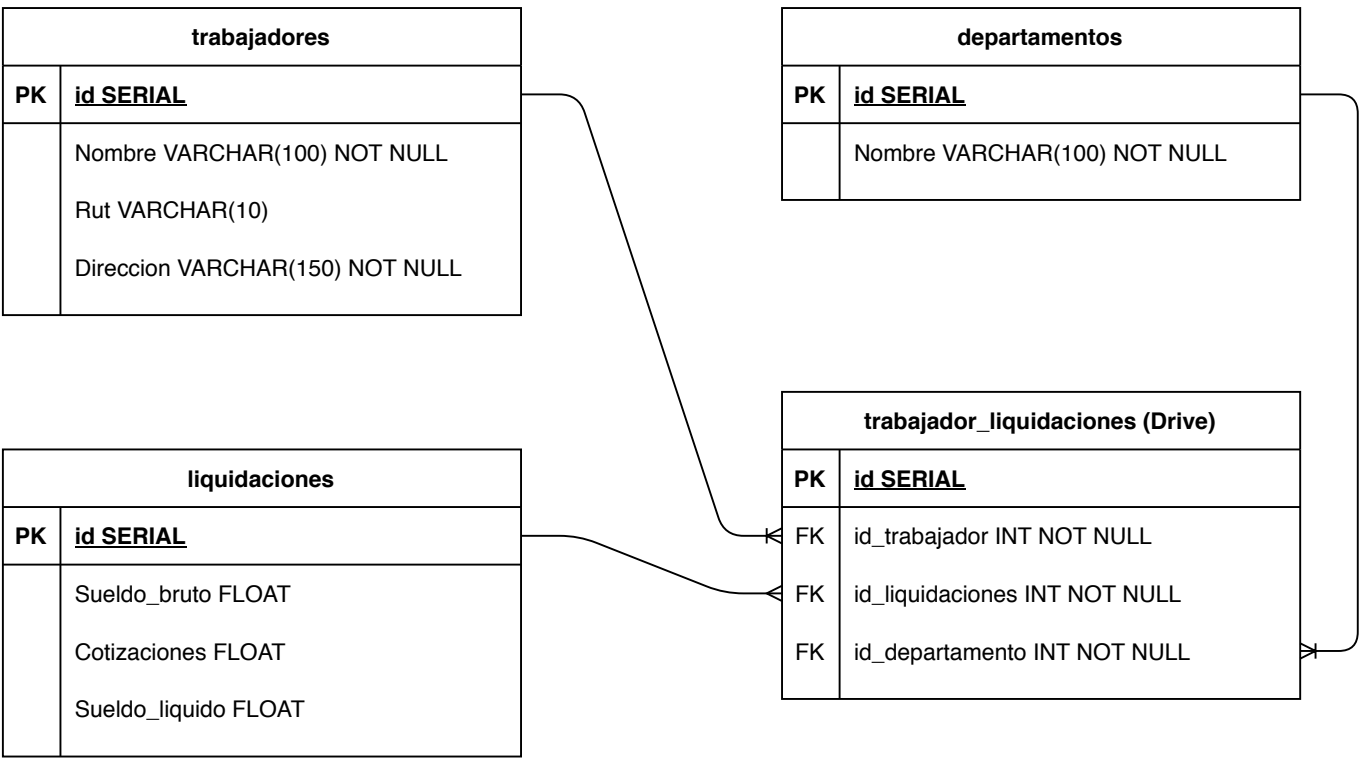 trabajadores
PK id SERIAL
Nombre VARCHAR(100) NOT NULL
Rut VARCHAR(10)
Direccion VARCHAR(150) NOT NULL
departamentos
PK id SERIAL
Nombre VARCHAR(100) NOT NULL
liquidaciones
PK id SERIAL
Sueldo_bruto FLOAT
Cotizaciones FLOAT
Sueldo_liquido FLOAT
trabajador_liquidaciones (Drive)
PK id SERIAL
FK id_trabajador INT NOT NULL
FK id_liquidaciones INT NOT NULL
FK id_departamento INT NOT NULL